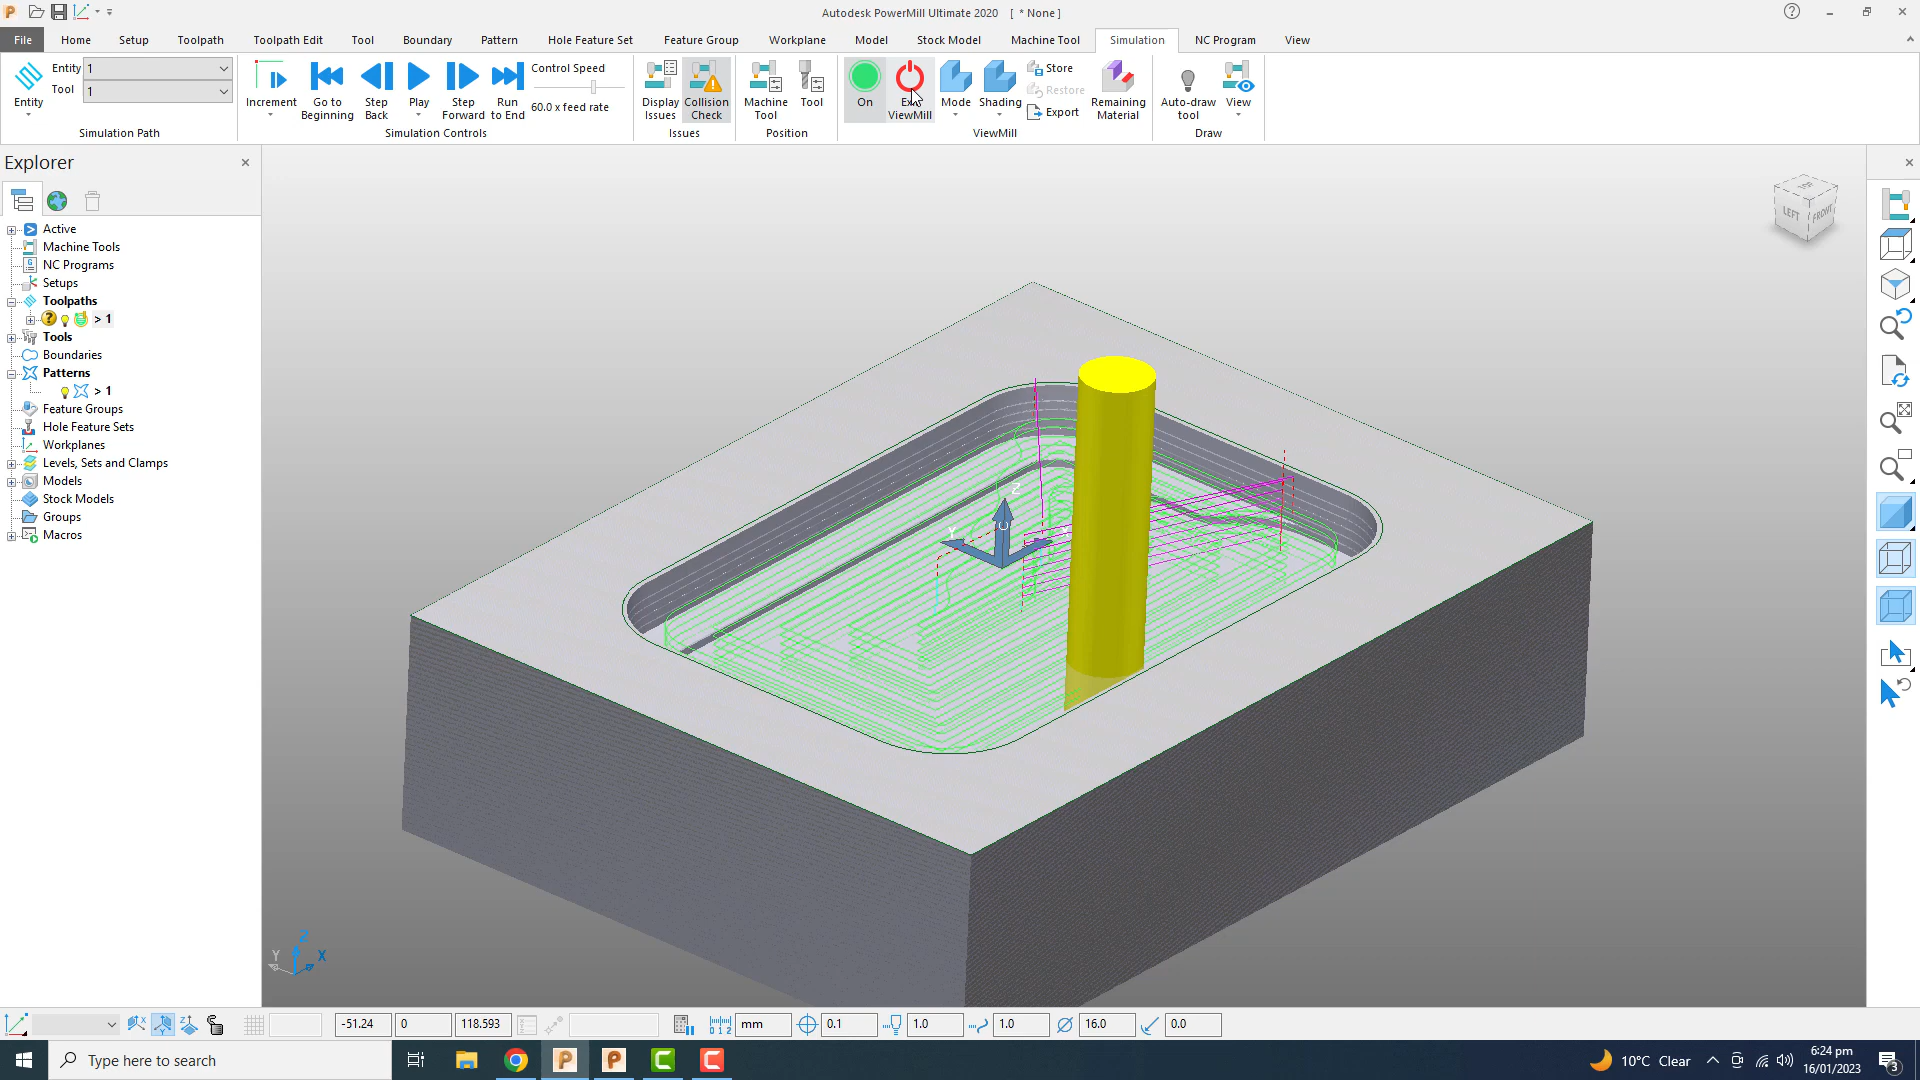 Autodesk PowerMill Ultimate 2020 [ * None ]
File Home Setup Toolpath Toolpath Edit Tool Boundary Pattern Hole Feature Set Feature Group Workplane Model Stock Model Machine Tool Simulation NC Program View
Entity
Entity 1
Tool 1
Simulation Path
Increment
Go to Beginning
Step Back
Play
Step Forward
Run to End
Control Speed
60.0 x feed rate
Simulation Controls
Display Issues
Collision Check
Issues
Machine Tool
Tool
Position
On
ViewMill
Mode
Shading
Store
Restore
Export
Remaining Material
ViewMill
Auto-draw tool
View
Draw
Explorer
Active
Machine Tools
NC Programs
Setups
Toolpaths
> 1
Tools
Boundaries
Patterns
> 1
Feature Groups
Hole Feature Sets
Workplanes
Levels, Sets and Clamps
Models
Stock Models
Groups
Macros
TOP
LEFT
FRONT
Z
Z
Y
X
-51.24 0 118.593 mm 0.1 1.0 1.0 16.0 0.0
Type here to search
10°C Clear
6:24 pm
16/01/2023
3